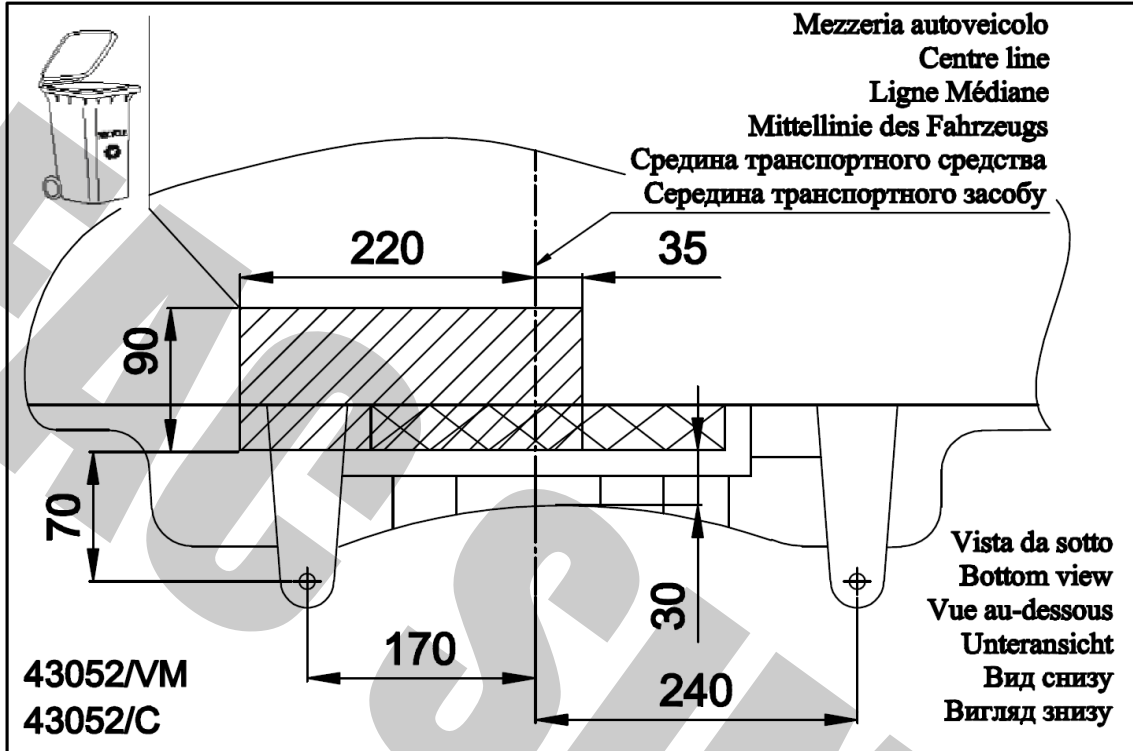 Mezzeria autoveicolo
Centre line
Ligne Médiane
Mittellinie des Fahrzeugs
Средина транспортного средства
Середина транспортного засобу
220
35
90
70
30
170
240
Vista da sotto
Bottom view
Vue au-dessous
Unteransicht
Вид снизу
Вигляд знизу
43052/VM
43052/C